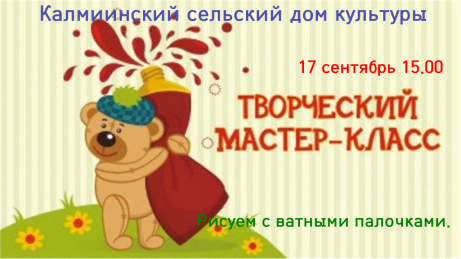 Калмиинский сельский дом культуры
17 сентябрь 15.00
ТВОРЧЕСКИЙ
МАСТЕР-КЛАСС
Рисуем с ватными палочками.